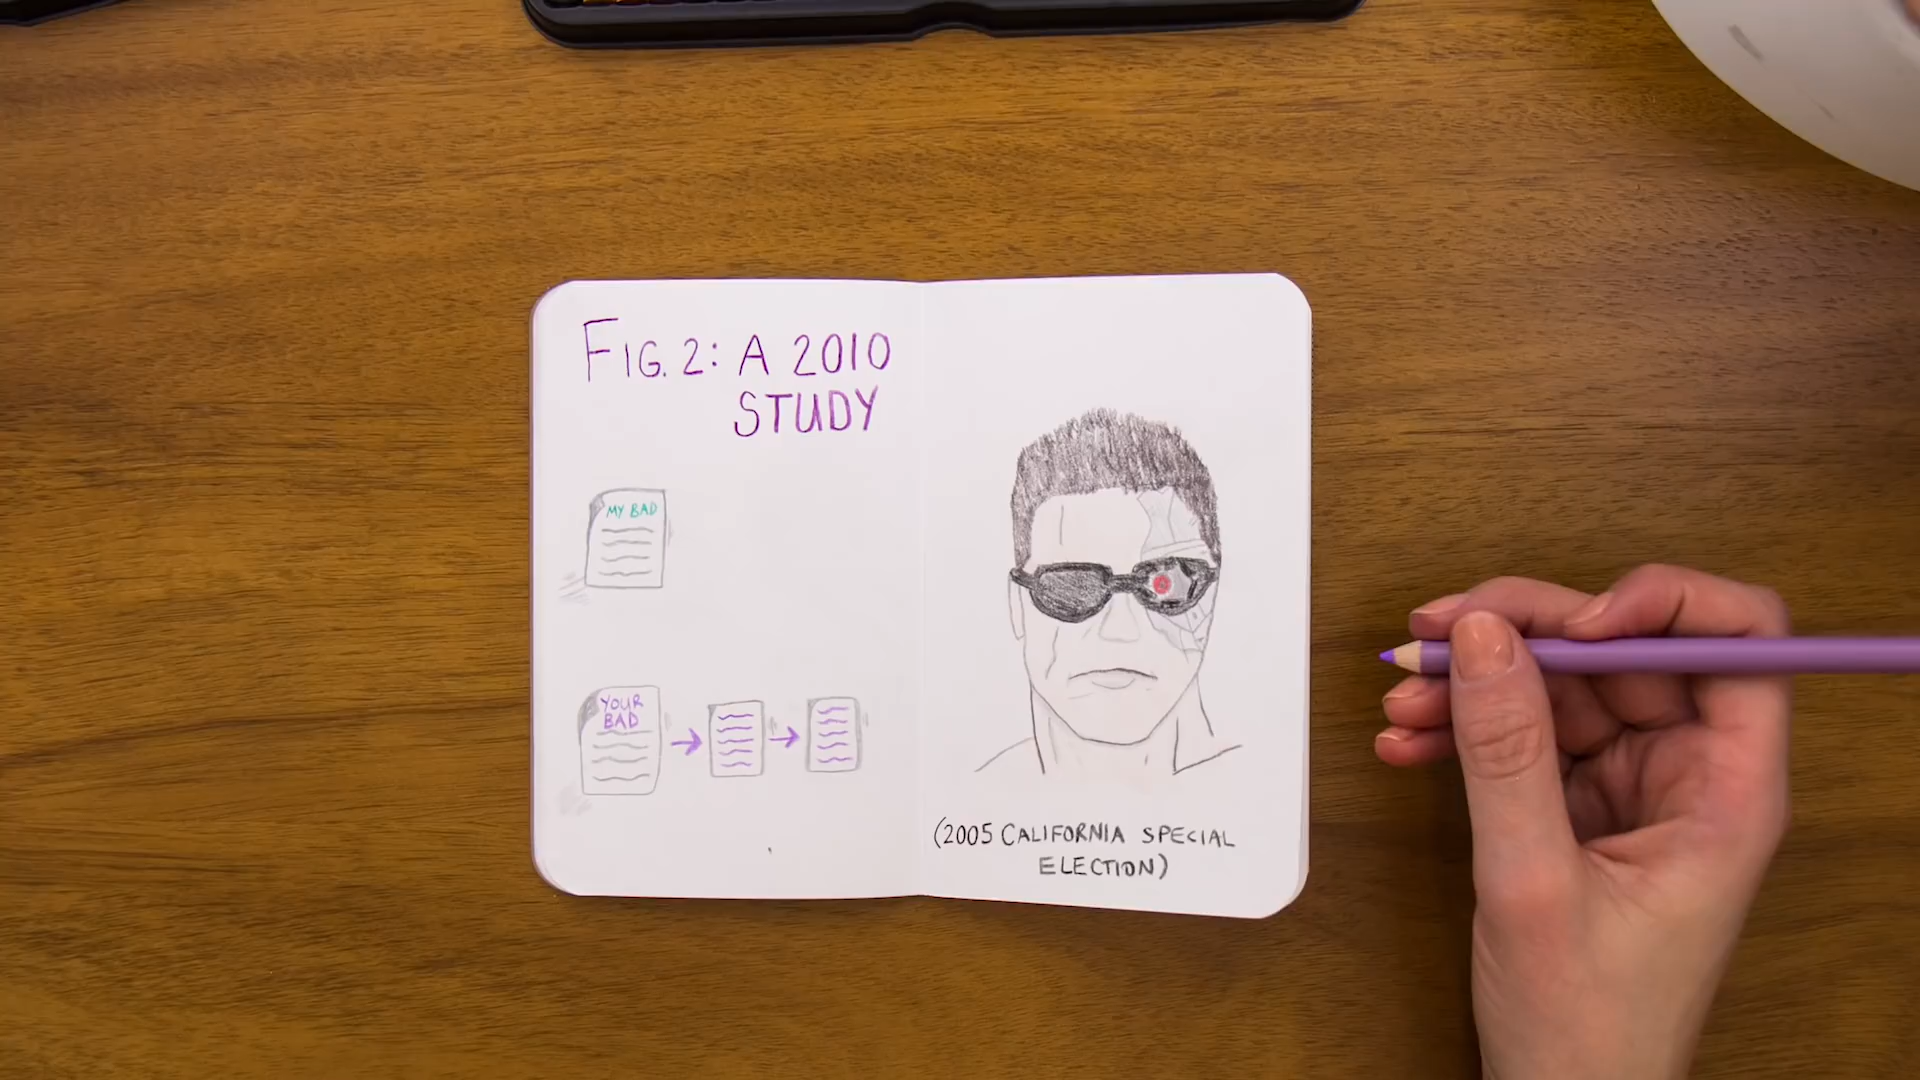 FIG. 2: A 2010
STUDY
MY BAD
YOUR
BAD
(2005 CALIFORNIA SPECIAL
ELECTION)